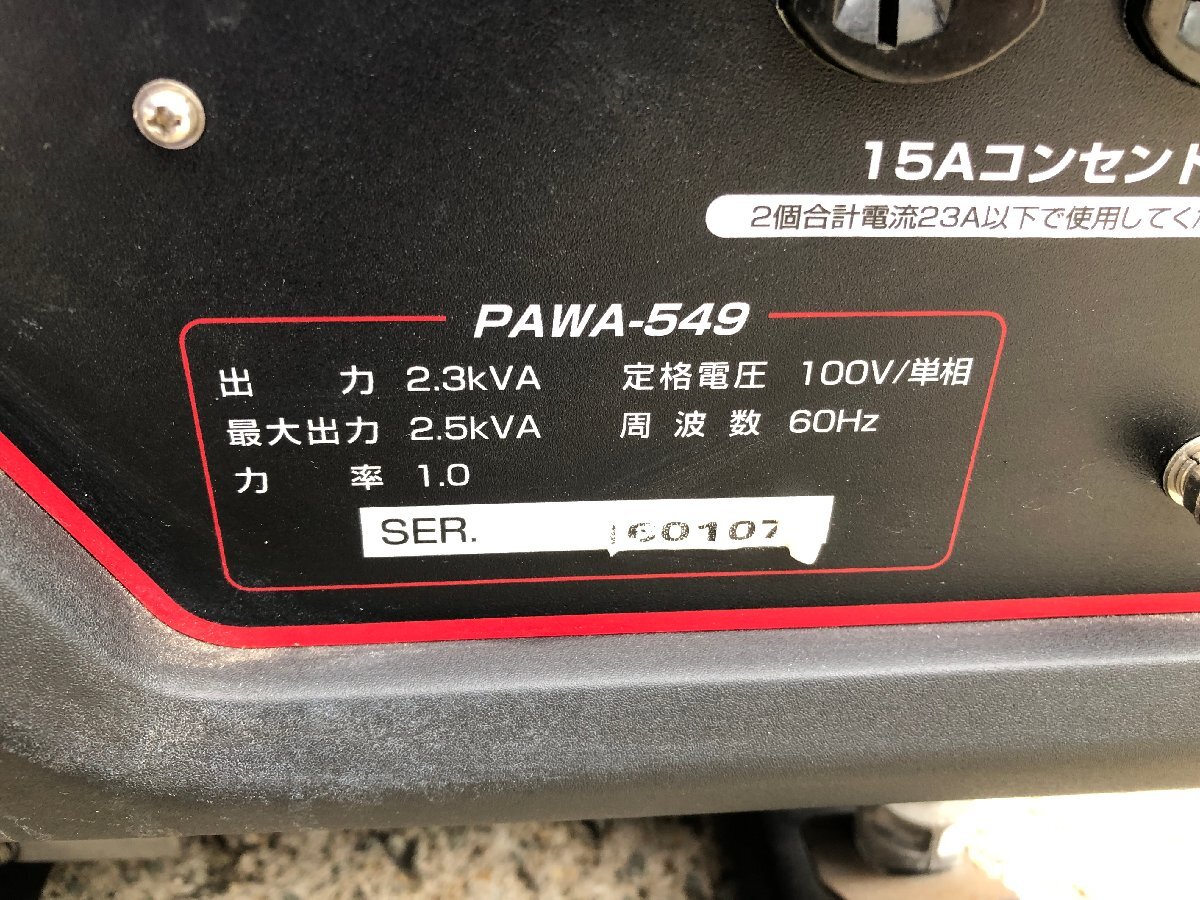 15Aコンセント
2個合計電流23A以下で使用してく
PAWA-549
出力 2.3kVA 定格電圧 100V/単相
最大出力 2.5kVA 周波数 60Hz
力率 1.0
SER. 160107